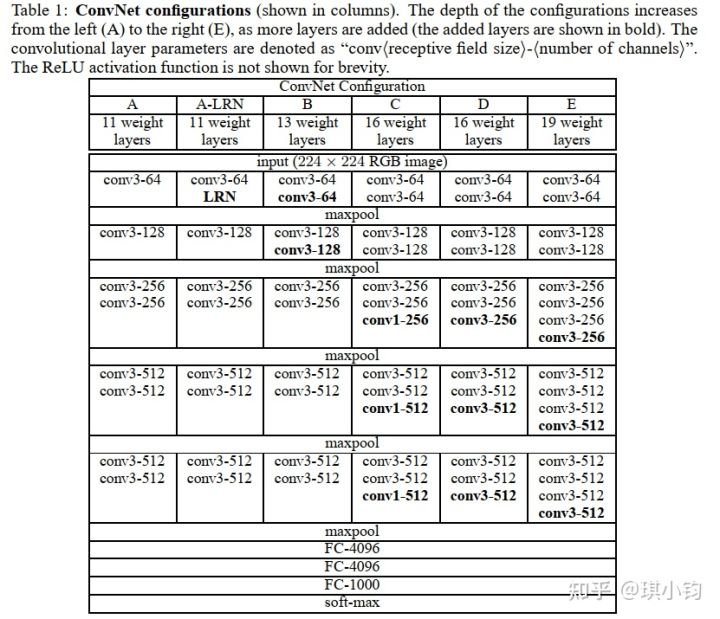 Table 1: ConvNet configurations (shown in columns). The depth of the configurations increases
from the left (A) to the right (E), as more layers are added (the added layers are shown in bold). The
convolutional layer parameters are denoted as “conv⟨receptive field size⟩-⟨number of channels⟩”.
The ReLU activation function is not shown for brevity.
ConvNet Configuration
A A-LRN B C D E
11 weight 11 weight 13 weight 16 weight 16 weight 19 weight
layers layers layers layers layers layers
input (224 × 224 RGB image)
conv3-64 conv3-64 conv3-64 conv3-64 conv3-64 conv3-64
LRN conv3-64 conv3-64 conv3-64 conv3-64
maxpool
conv3-128 conv3-128 conv3-128 conv3-128 conv3-128 conv3-128
conv3-128 conv3-128 conv3-128 conv3-128
maxpool
conv3-256 conv3-256 conv3-256 conv3-256 conv3-256 conv3-256
conv3-256 conv3-256 conv3-256 conv3-256 conv3-256 conv3-256
conv1-256 conv3-256 conv3-256
conv3-256
maxpool
conv3-512 conv3-512 conv3-512 conv3-512 conv3-512 conv3-512
conv3-512 conv3-512 conv3-512 conv3-512 conv3-512 conv3-512
conv1-512 conv3-512 conv3-512
conv3-512
maxpool
conv3-512 conv3-512 conv3-512 conv3-512 conv3-512 conv3-512
conv3-512 conv3-512 conv3-512 conv3-512 conv3-512 conv3-512
conv1-512 conv3-512 conv3-512
conv3-512
maxpool
FC-4096
FC-4096
FC-1000
soft-max
知乎 @琪小钧